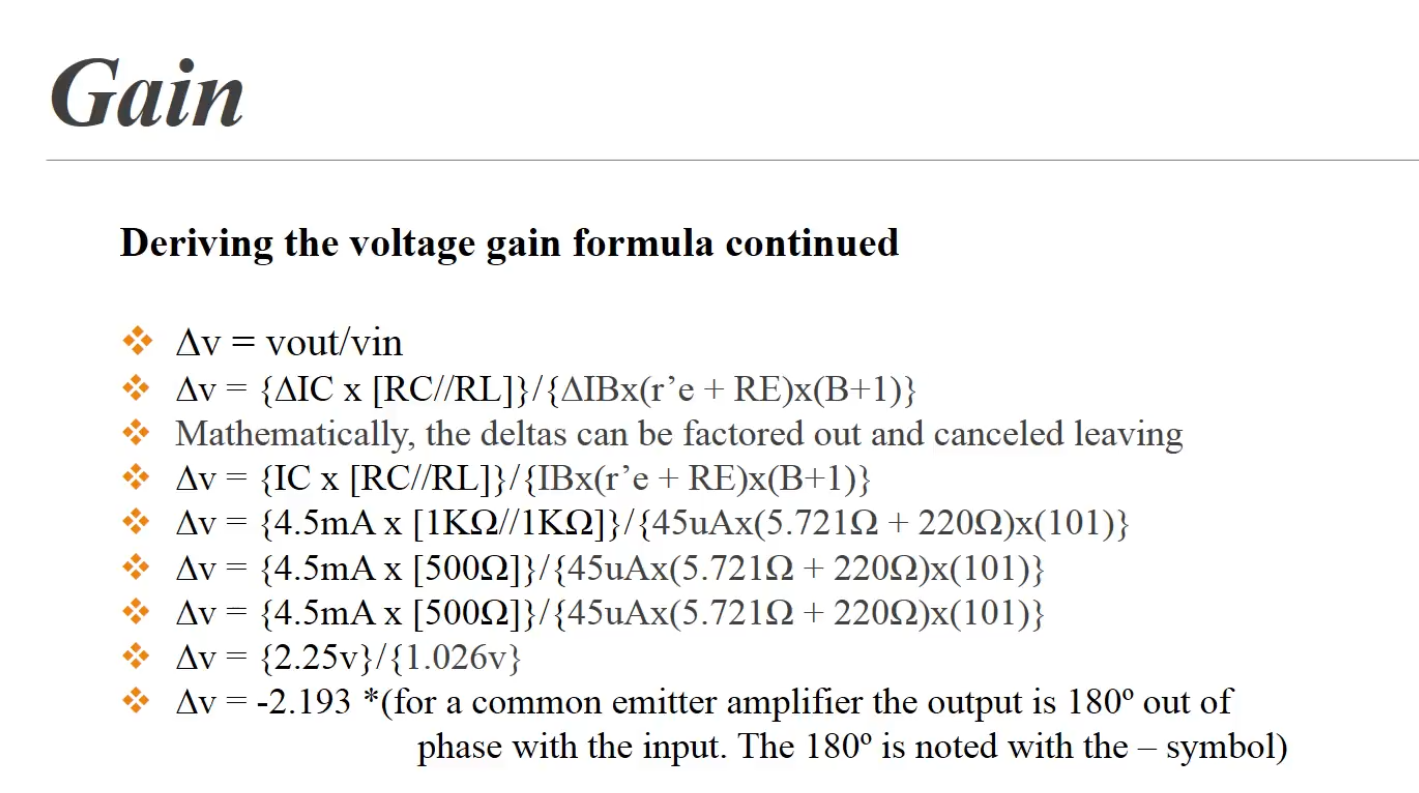 Gain
Deriving the voltage gain formula continued
❖ Δv = vout/vin
❖ Δv = {ΔIC x [RC//RL]}/{ΔIBx(r’e + RE)x(B+1)}
❖ Mathematically, the deltas can be factored out and canceled leaving
❖ Δv = {IC x [RC//RL]}/{IBx(r’e + RE)x(B+1)}
❖ Δv = {4.5mA x [1KΩ//1KΩ]}/{45uAx(5.721Ω + 220Ω)x(101)}
❖ Δv = {4.5mA x [500Ω]}/{45uAx(5.721Ω + 220Ω)x(101)}
❖ Δv = {4.5mA x [500Ω]}/{45uAx(5.721Ω + 220Ω)x(101)}
❖ Δv = {2.25v}/{1.026v}
❖ Δv = -2.193 *(for a common emitter amplifier the output is 180º out of
phase with the input. The 180º is noted with the – symbol)